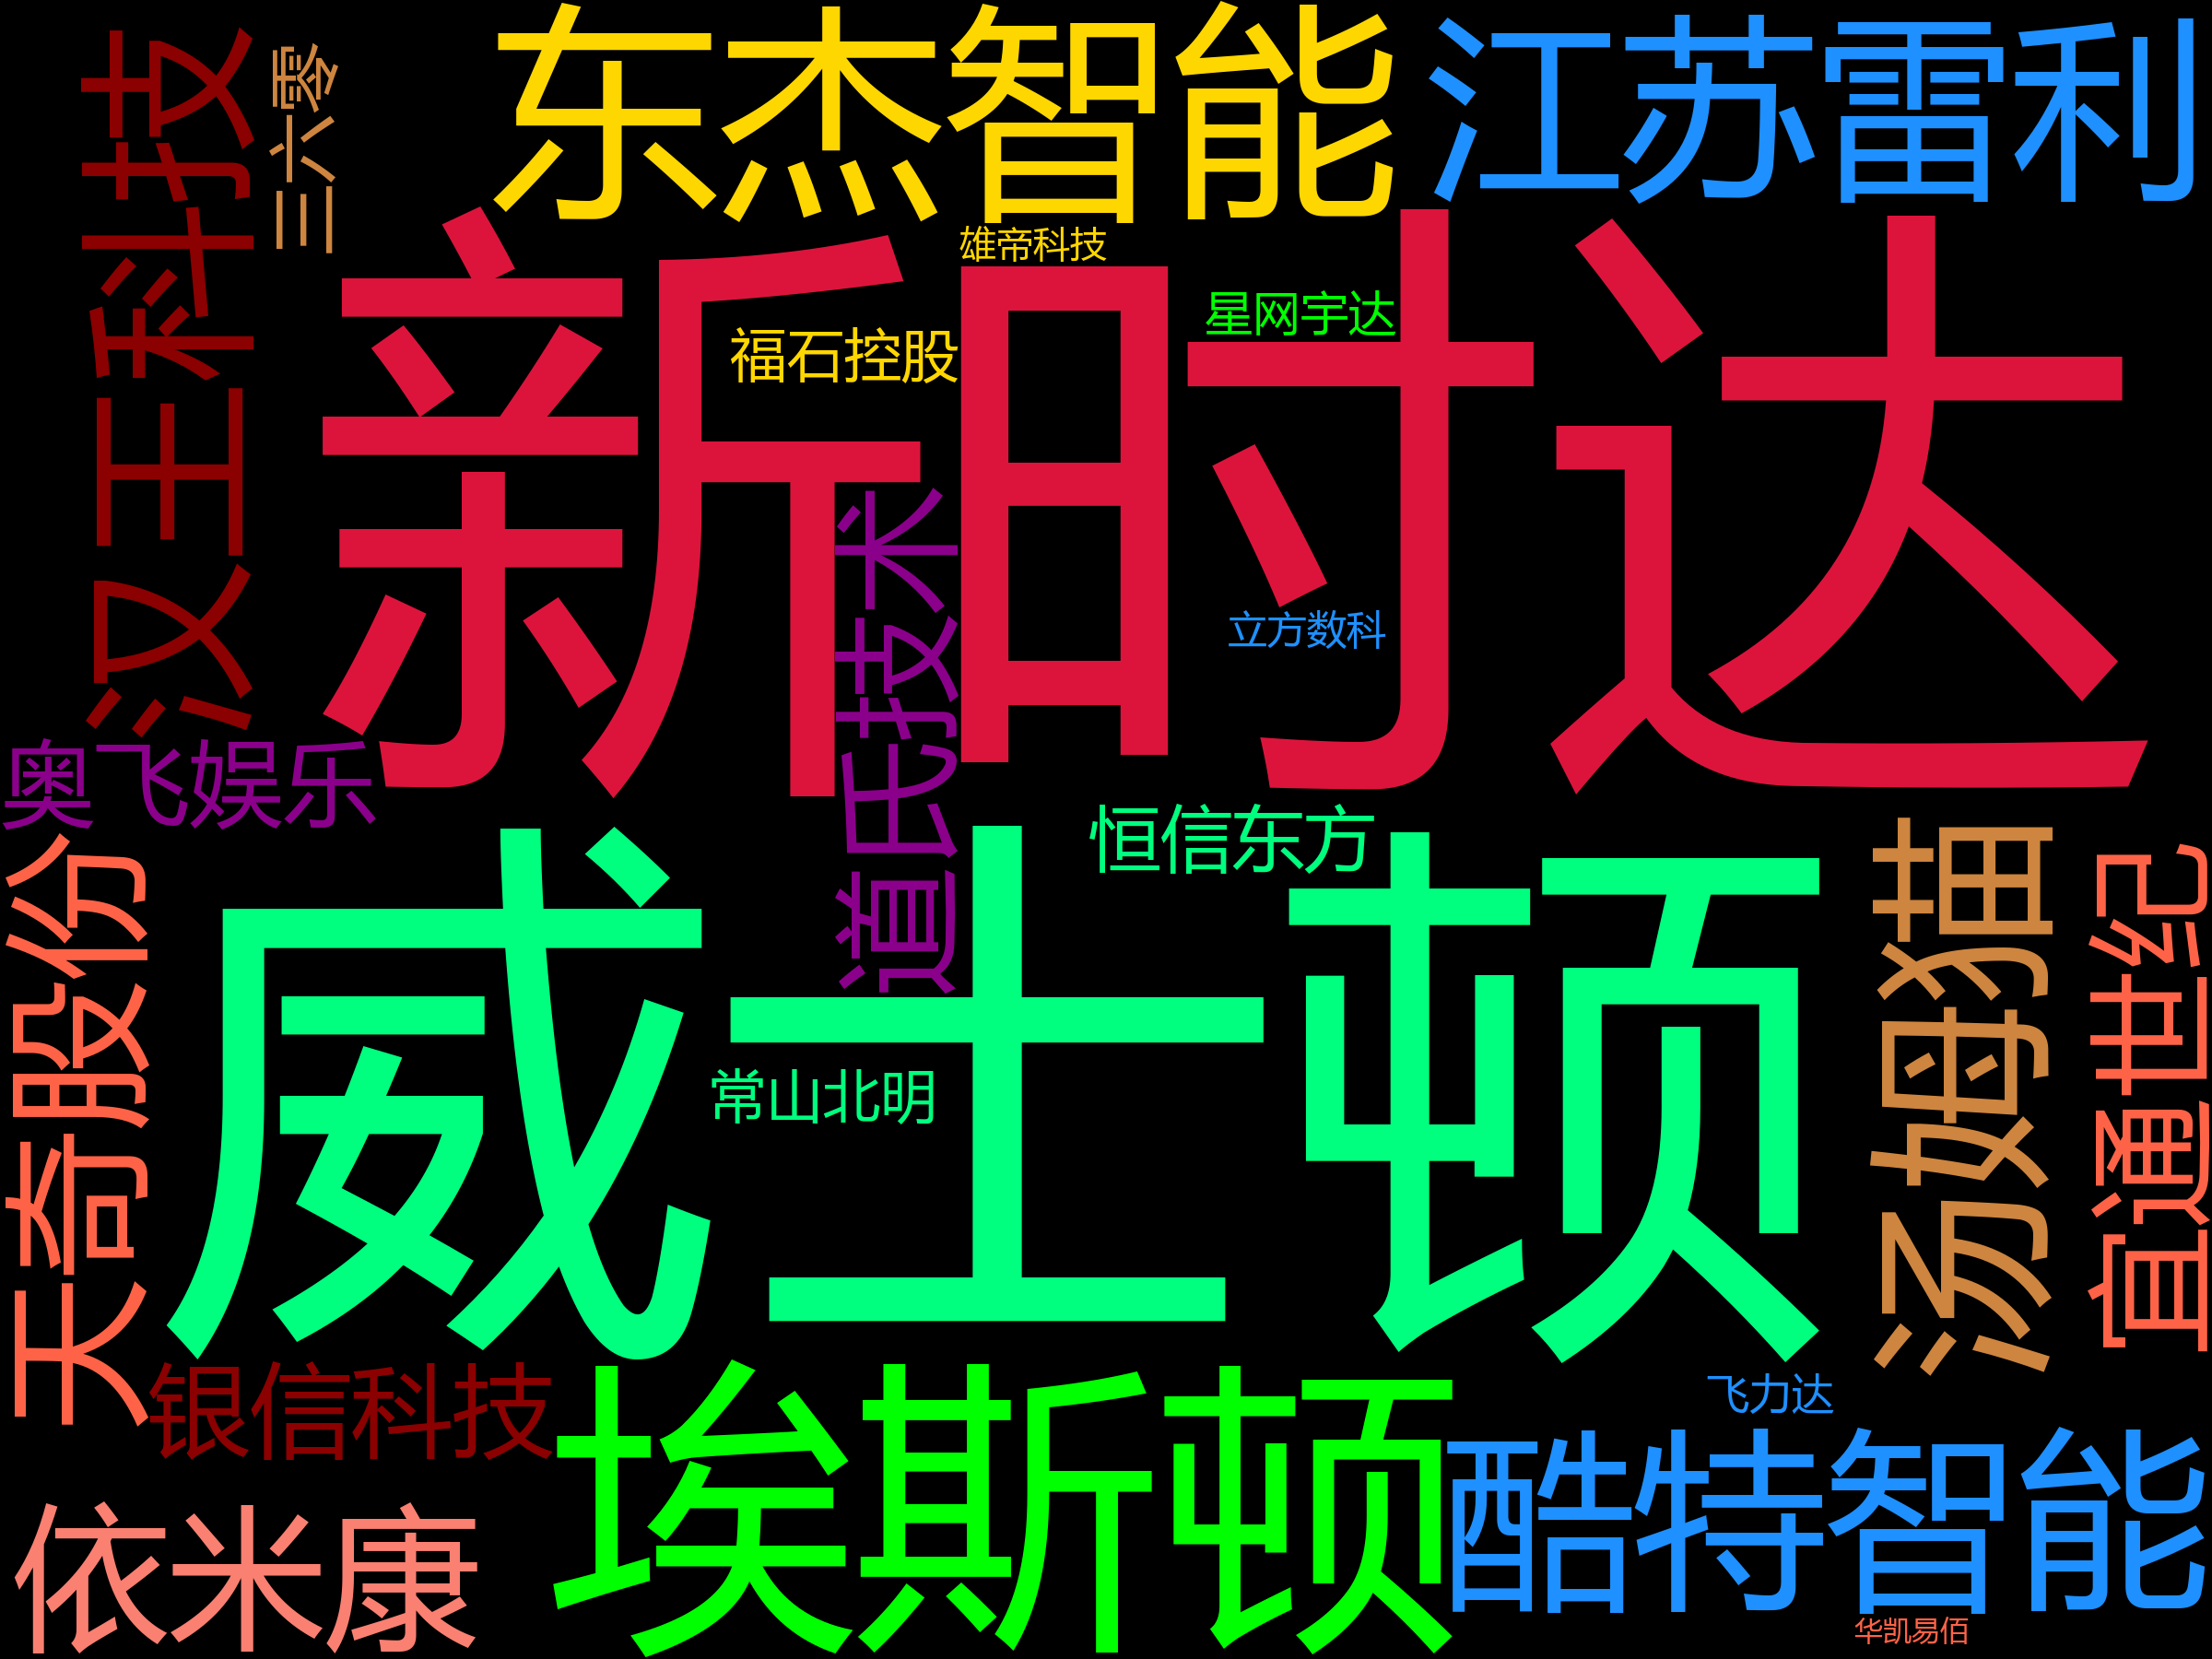 东杰智能
江苏雷利
汉王科技
三六零
雄帝科技
新时达
星网宇达
福石控股
道氏技术
立方数科
奥飞娱乐
恒信东方
威士顿
天奇股份
汤姆猫
宜通世纪
常山北明
银信科技
埃斯顿
飞力达
酷特智能
依米康
华凯易佰